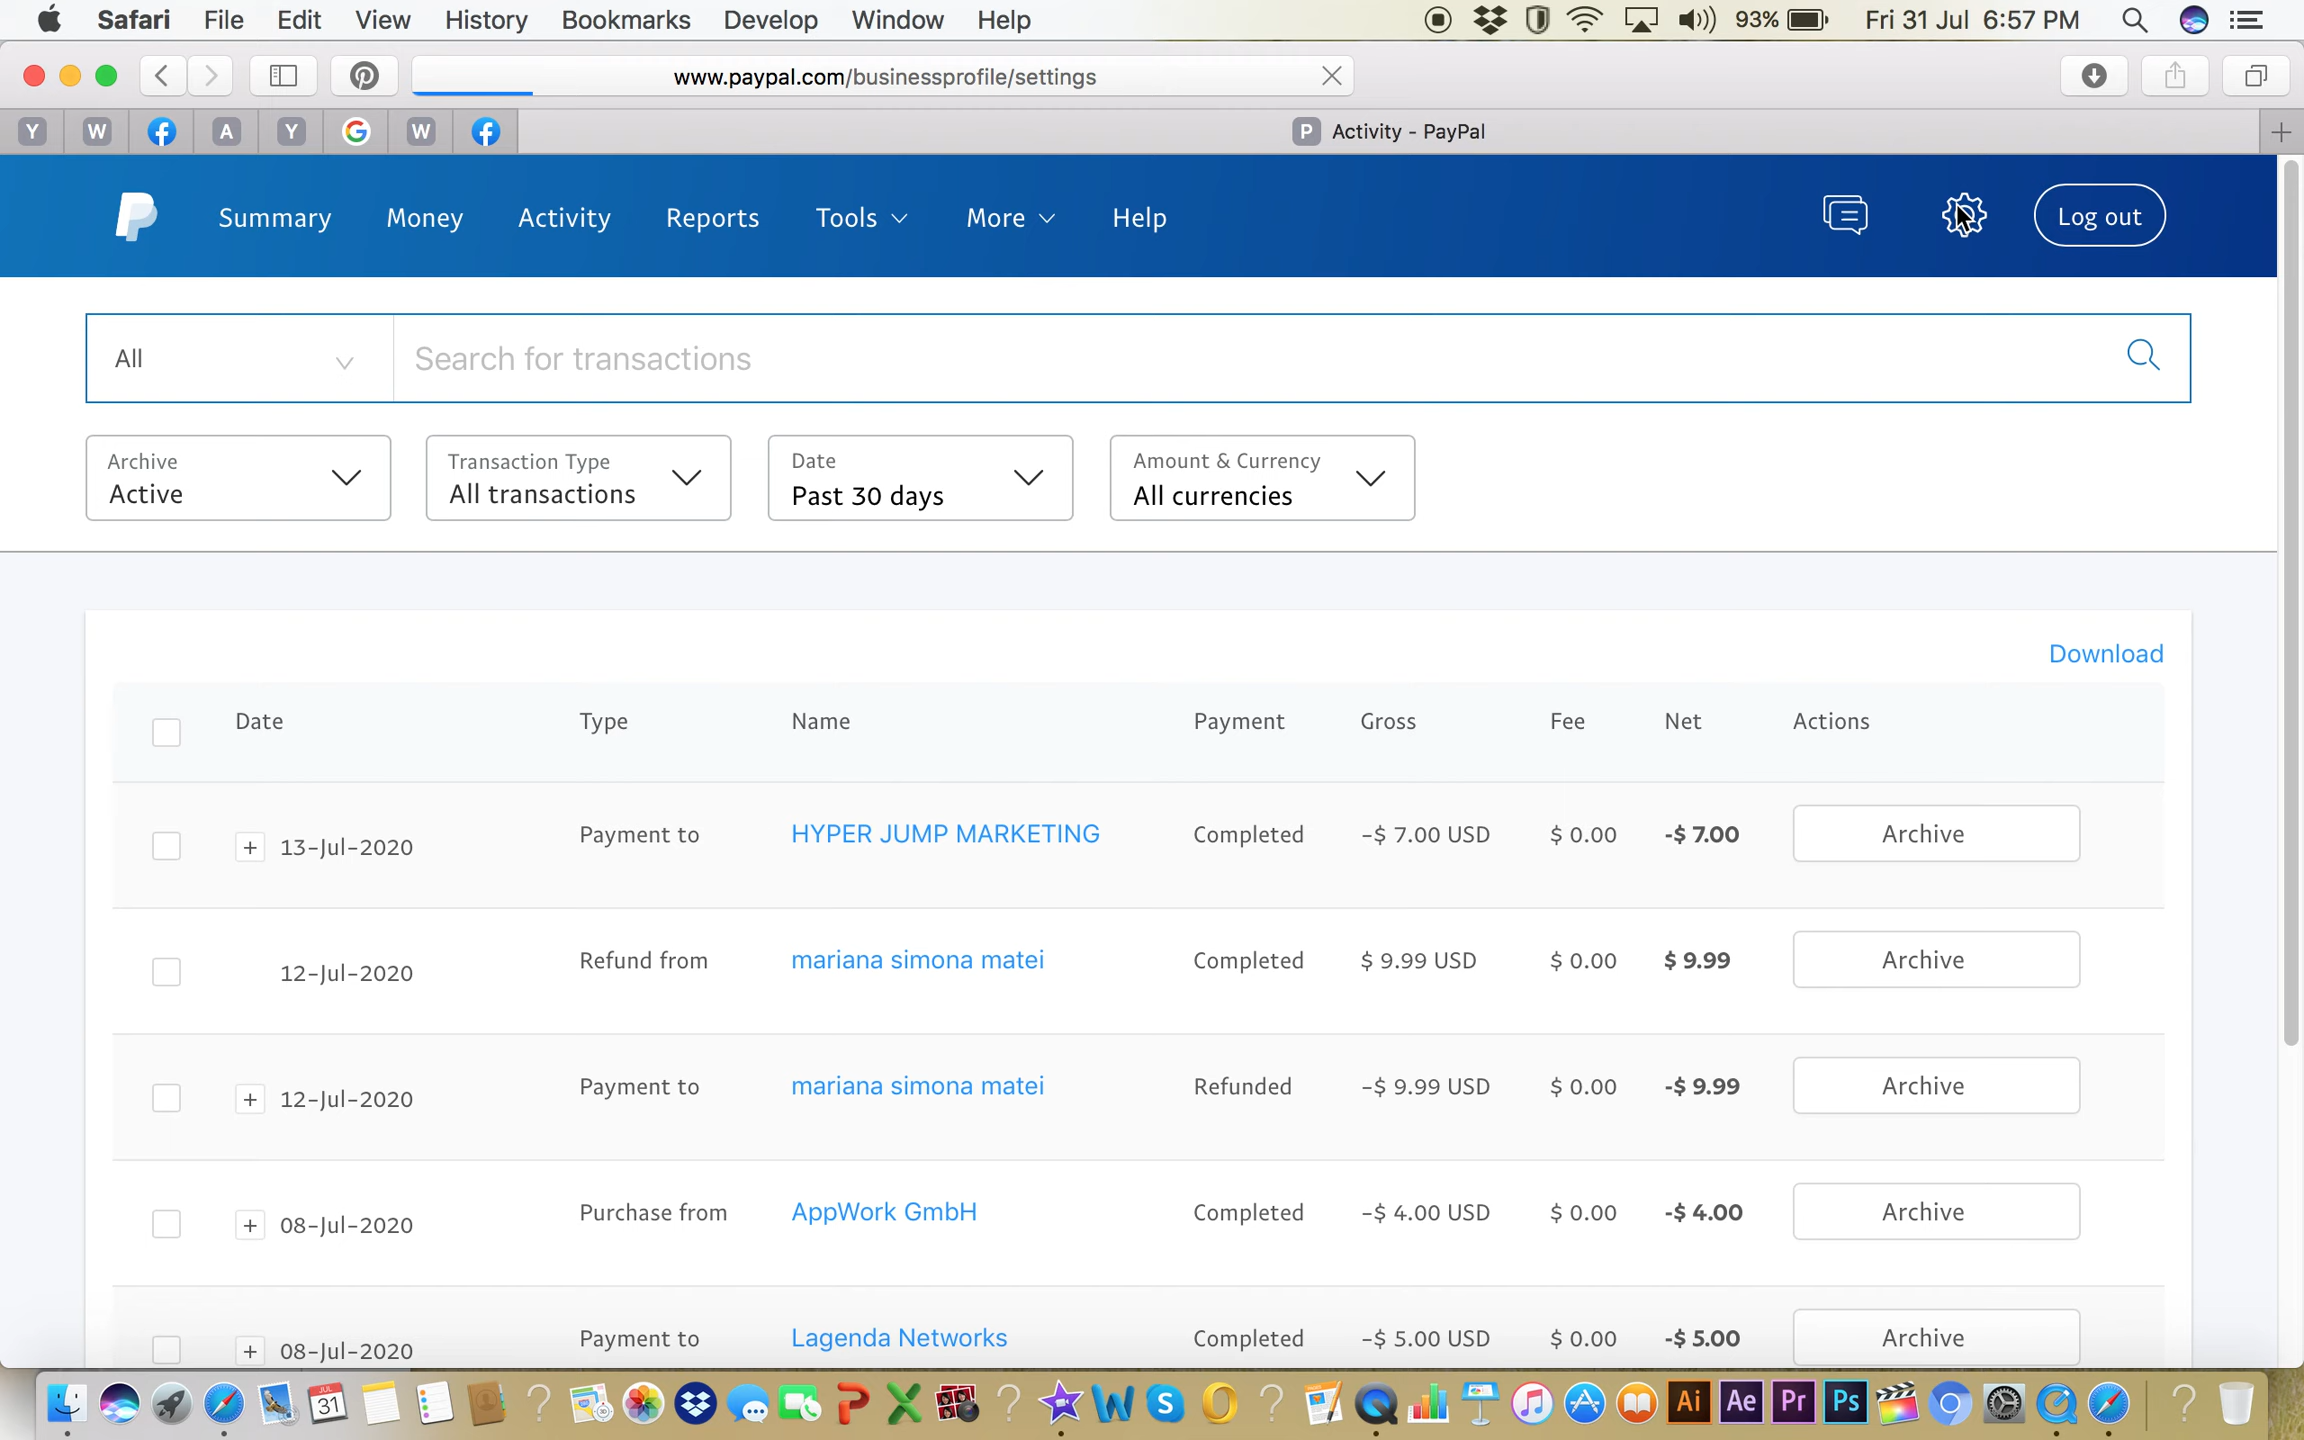 Safari File Edit View History Bookmarks Develop Window Help 93% Fri 31 Jul 6:57 PM
www.paypal.com/businessprofile/settings
Y W A Y G W P Activity - PayPal
Summary Money Activity Reports Tools More Help Log out
All Search for transactions
Archive Transaction Type Date Amount & Currency
Active All transactions Past 30 days All currencies
Download
Date Type Name Payment Gross Fee Net Actions
+ 13-Jul-2020 Payment to HYPER JUMP MARKETING Completed -$ 7.00 USD $ 0.00 -$ 7.00 Archive
12-Jul-2020 Refund from mariana simona matei Completed $ 9.99 USD $ 0.00 $ 9.99 Archive
+ 12-Jul-2020 Payment to mariana simona matei Refunded -$ 9.99 USD $ 0.00 -$ 9.99 Archive
+ 08-Jul-2020 Purchase from AppWork GmbH Completed -$ 4.00 USD $ 0.00 -$ 4.00 Archive
+ 08-Jul-2020 Payment to Lagenda Networks Completed -$ 5.00 USD $ 0.00 -$ 5.00 Archive
JUL 31 ? ? ? Ai Ae Pr Ps ?